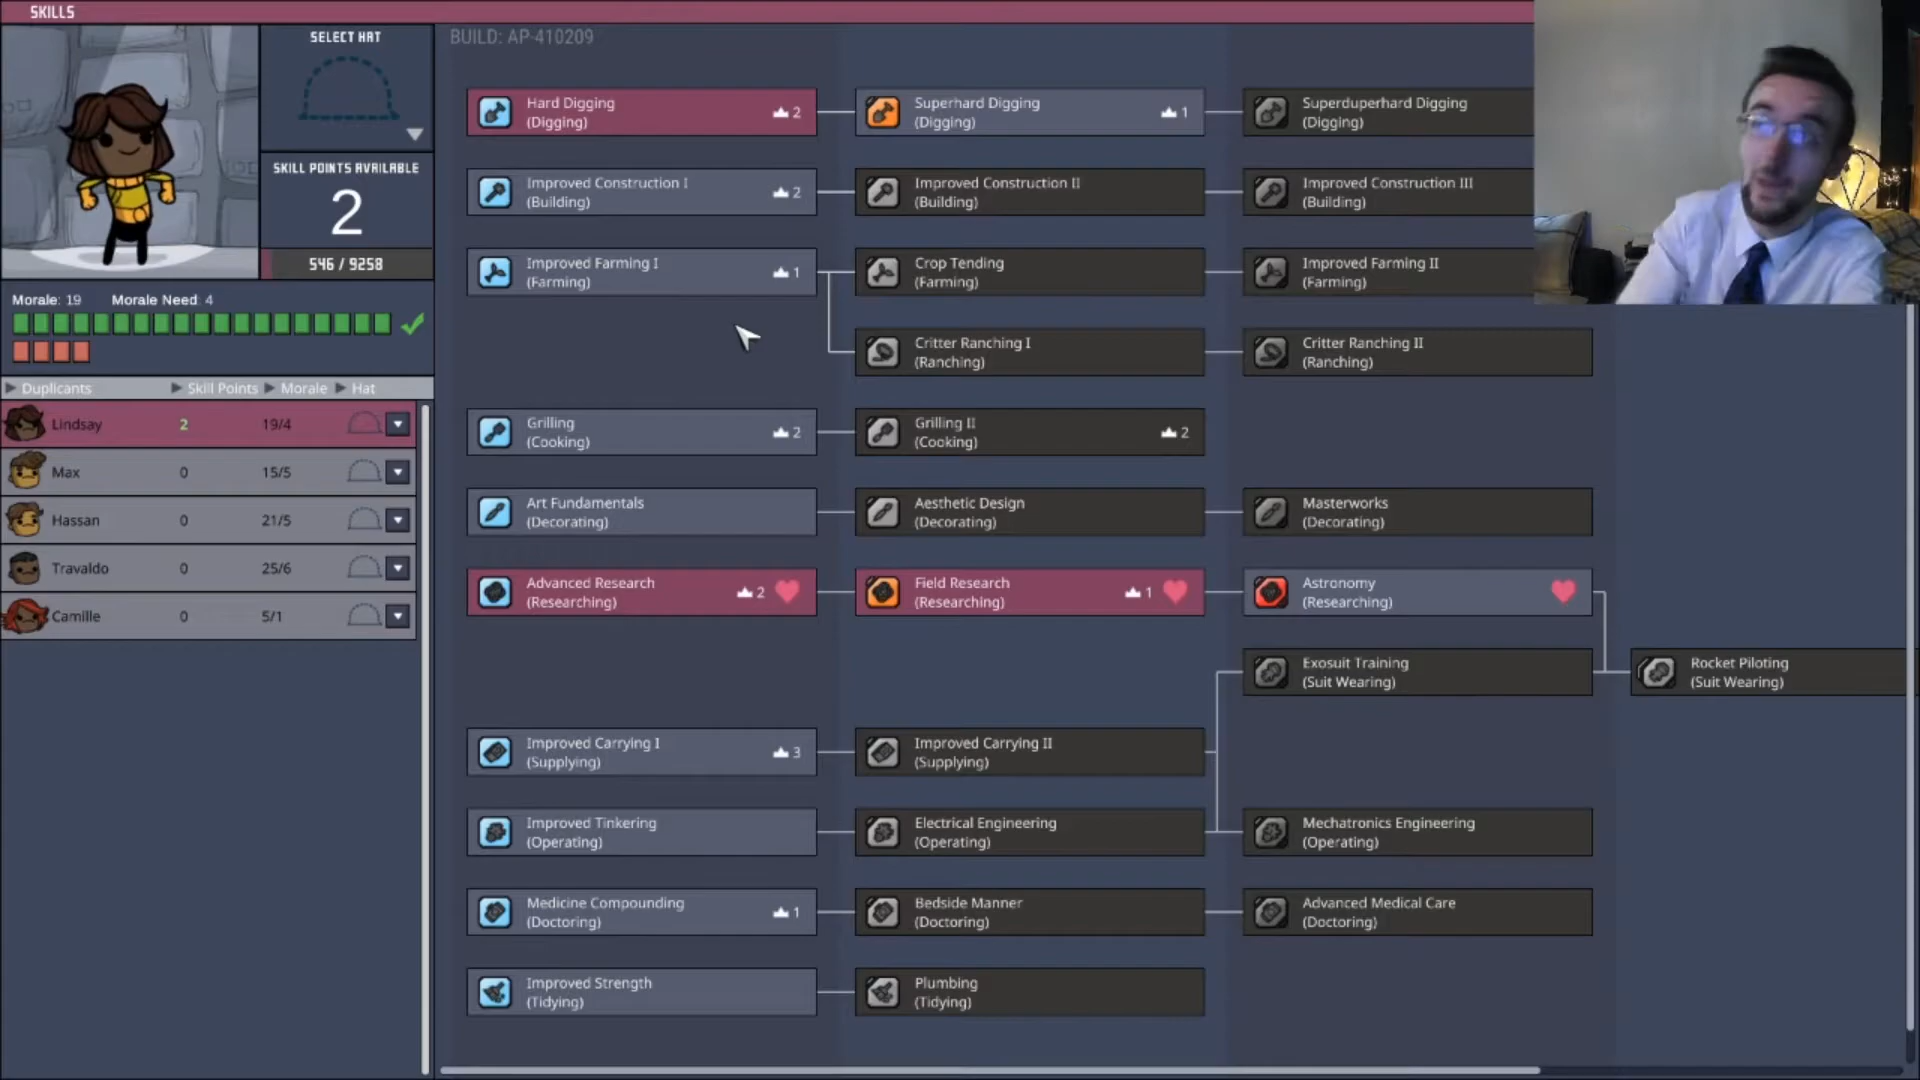 SKILLS
BUILD: AP-410209
SELECT HAT
SKILL POINTS AVAILABLE
2
546 / 9258
Morale: 19 Morale Need: 4
Duplicants Skill Points Morale Hat
Lindsay 2 19/4
Max 0 15/5
Hassan 0 21/5
Travaldo 0 25/6
Camille 0 5/1
Hard Digging
(Digging)
2
Superhard Digging
(Digging)
1
Superduperhard Digging
(Digging)
Improved Construction I
(Building)
2
Improved Construction II
(Building)
Improved Construction III
(Building)
Improved Farming I
(Farming)
1
Crop Tending
(Farming)
Improved Farming II
(Farming)
Critter Ranching I
(Ranching)
Critter Ranching II
(Ranching)
Grilling
(Cooking)
2
Grilling II
(Cooking)
2
Art Fundamentals
(Decorating)
Aesthetic Design
(Decorating)
Masterworks
(Decorating)
Advanced Research
(Researching)
2
Field Research
(Researching)
1
Astronomy
(Researching)
Exosuit Training
(Suit Wearing)
Rocket Piloting
(Suit Wearing)
Improved Carrying I
(Supplying)
3
Improved Carrying II
(Supplying)
Improved Tinkering
(Operating)
Electrical Engineering
(Operating)
Mechatronics Engineering
(Operating)
Medicine Compounding
(Doctoring)
1
Bedside Manner
(Doctoring)
Advanced Medical Care
(Doctoring)
Improved Strength
(Tidying)
Plumbing
(Tidying)